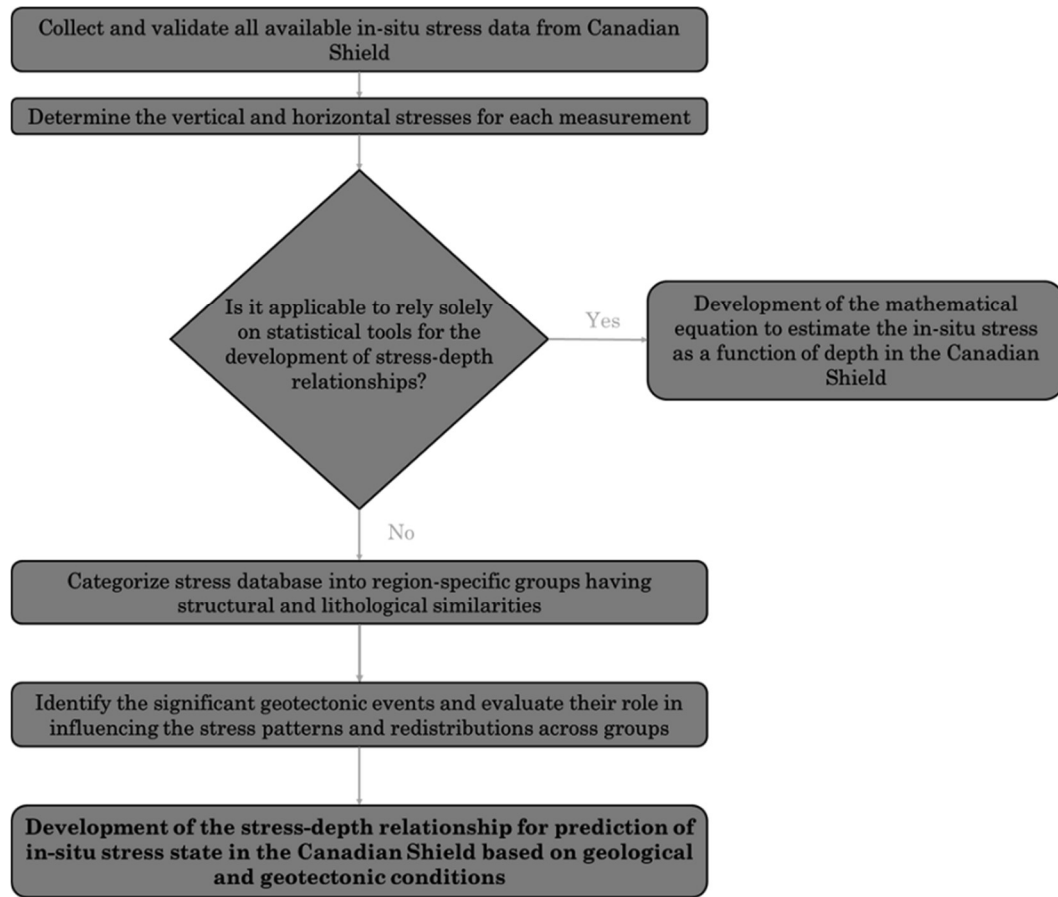 Collect and validate all available in-situ stress data from Canadian
Shield
Determine the vertical and horizontal stresses for each measurement
Is it applicable to rely solely
on statistical tools for the
development of stress-depth
relationships?
Yes
Development of the mathematical
equation to estimate the in-situ stress
as a function of depth in the Canadian
Shield
No
Categorize stress database into region-specific groups having
structural and lithological similarities
Identify the significant geotectonic events and evaluate their role in
influencing the stress patterns and redistributions across groups
Development of the stress-depth relationship for prediction of
in-situ stress state in the Canadian Shield based on geological
and geotectonic conditions